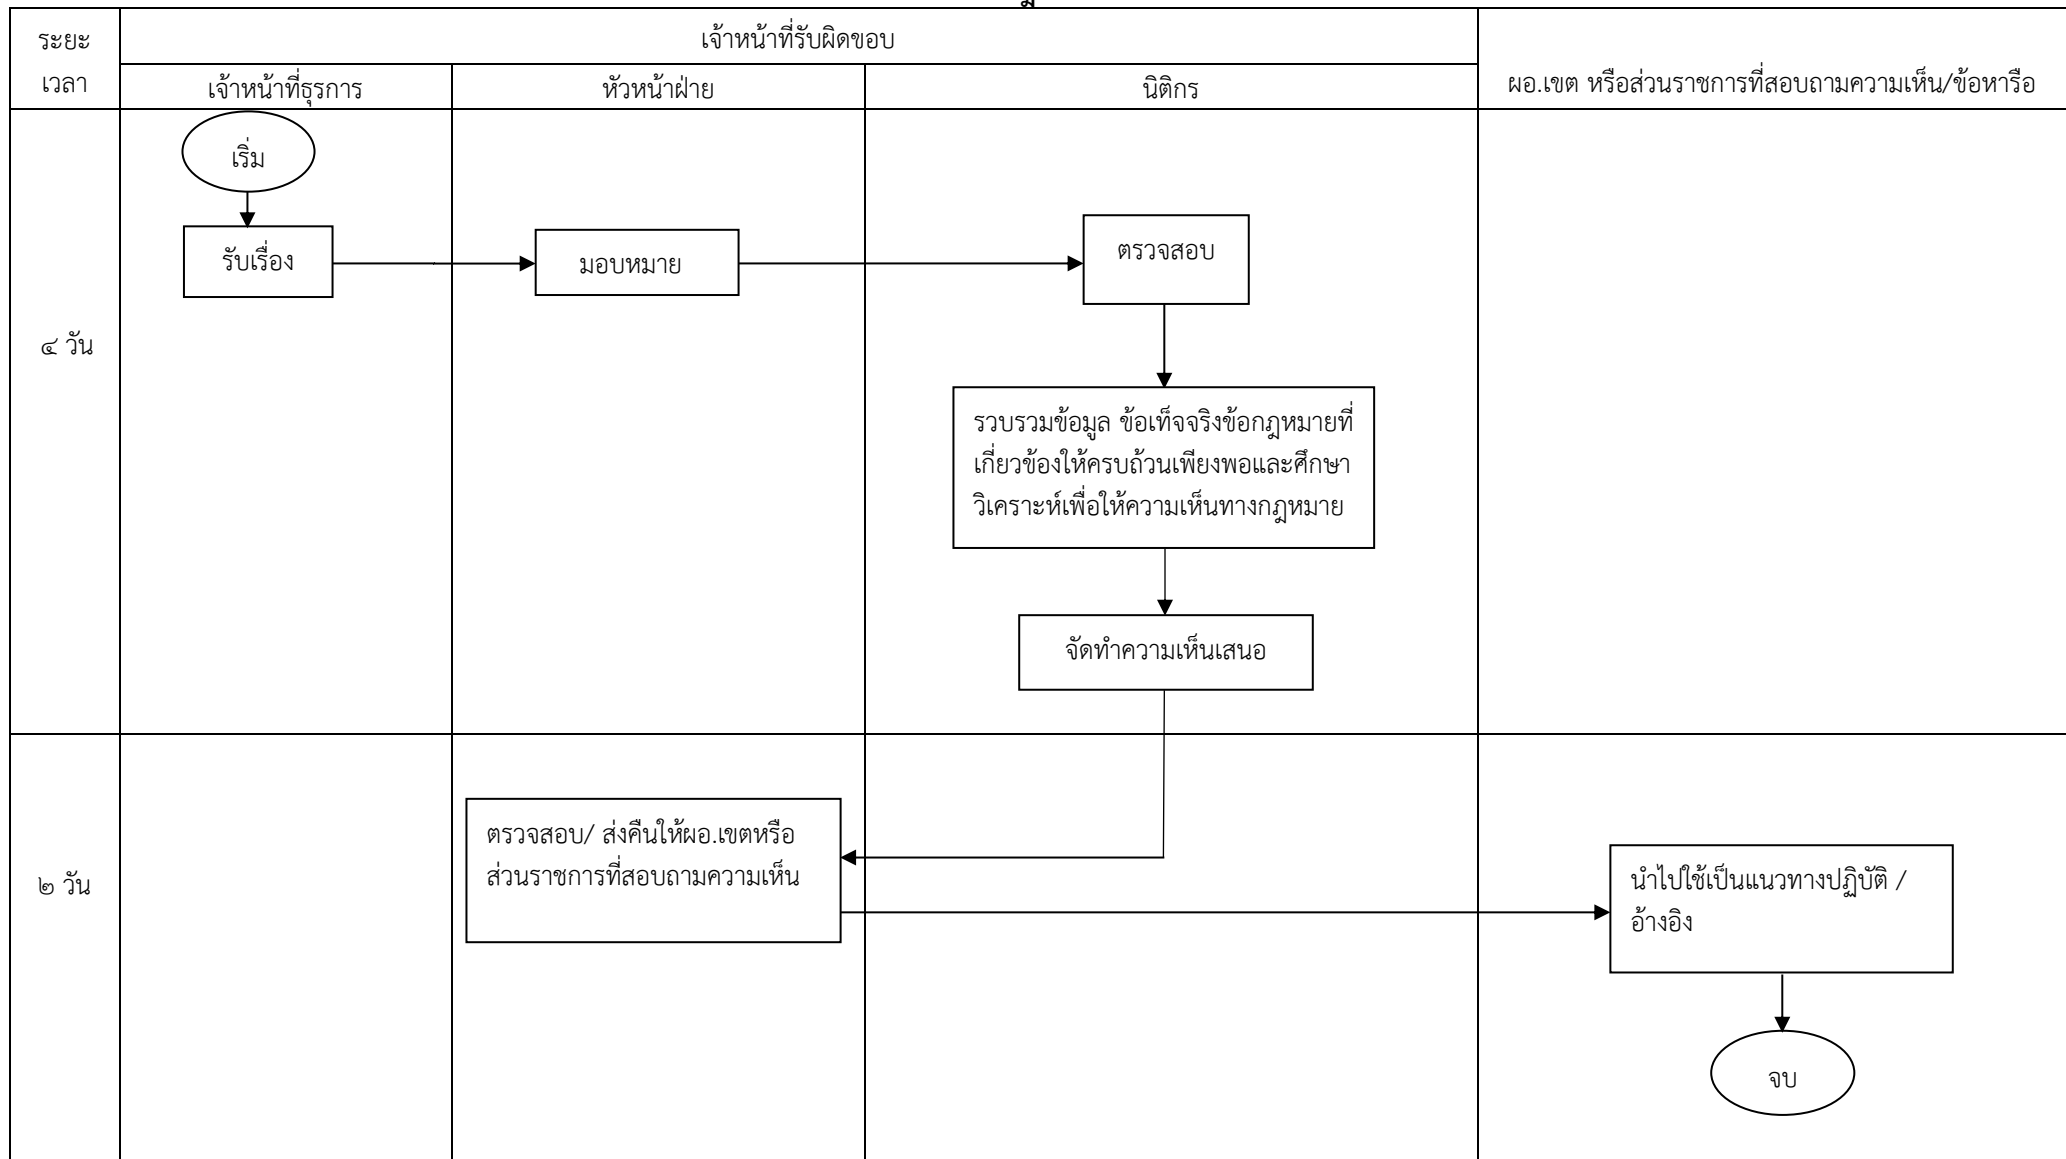 ระยะ
เวลา
เจ้าหน้าที่รับผิดขอบ
เจ้าหน้าที่ธุรการ
หัวหน้าฝ่าย
นิติกร
ผอ.เขต หรือส่วนราชการที่สอบถามความเห็น/ข้อหารือ
เริ่ม
รับเรื่อง
มอบหมาย
ตรวจสอบ
๔ วัน
รวบรวมข้อมูล ข้อเท็จจริงข้อกฎหมายที่
เกี่ยวข้องให้ครบถ้วนเพียงพอและศึกษา
วิเคราะห์เพื่อให้ความเห็นทางกฎหมาย
จัดทำความเห็นเสนอ
๒ วัน
ตรวจสอบ/ ส่งคืนให้ผอ.เขตหรือ
ส่วนราชการที่สอบถามความเห็น
นำไปใช้เป็นแนวทางปฏิบัติ /
อ้างอิง
จบ